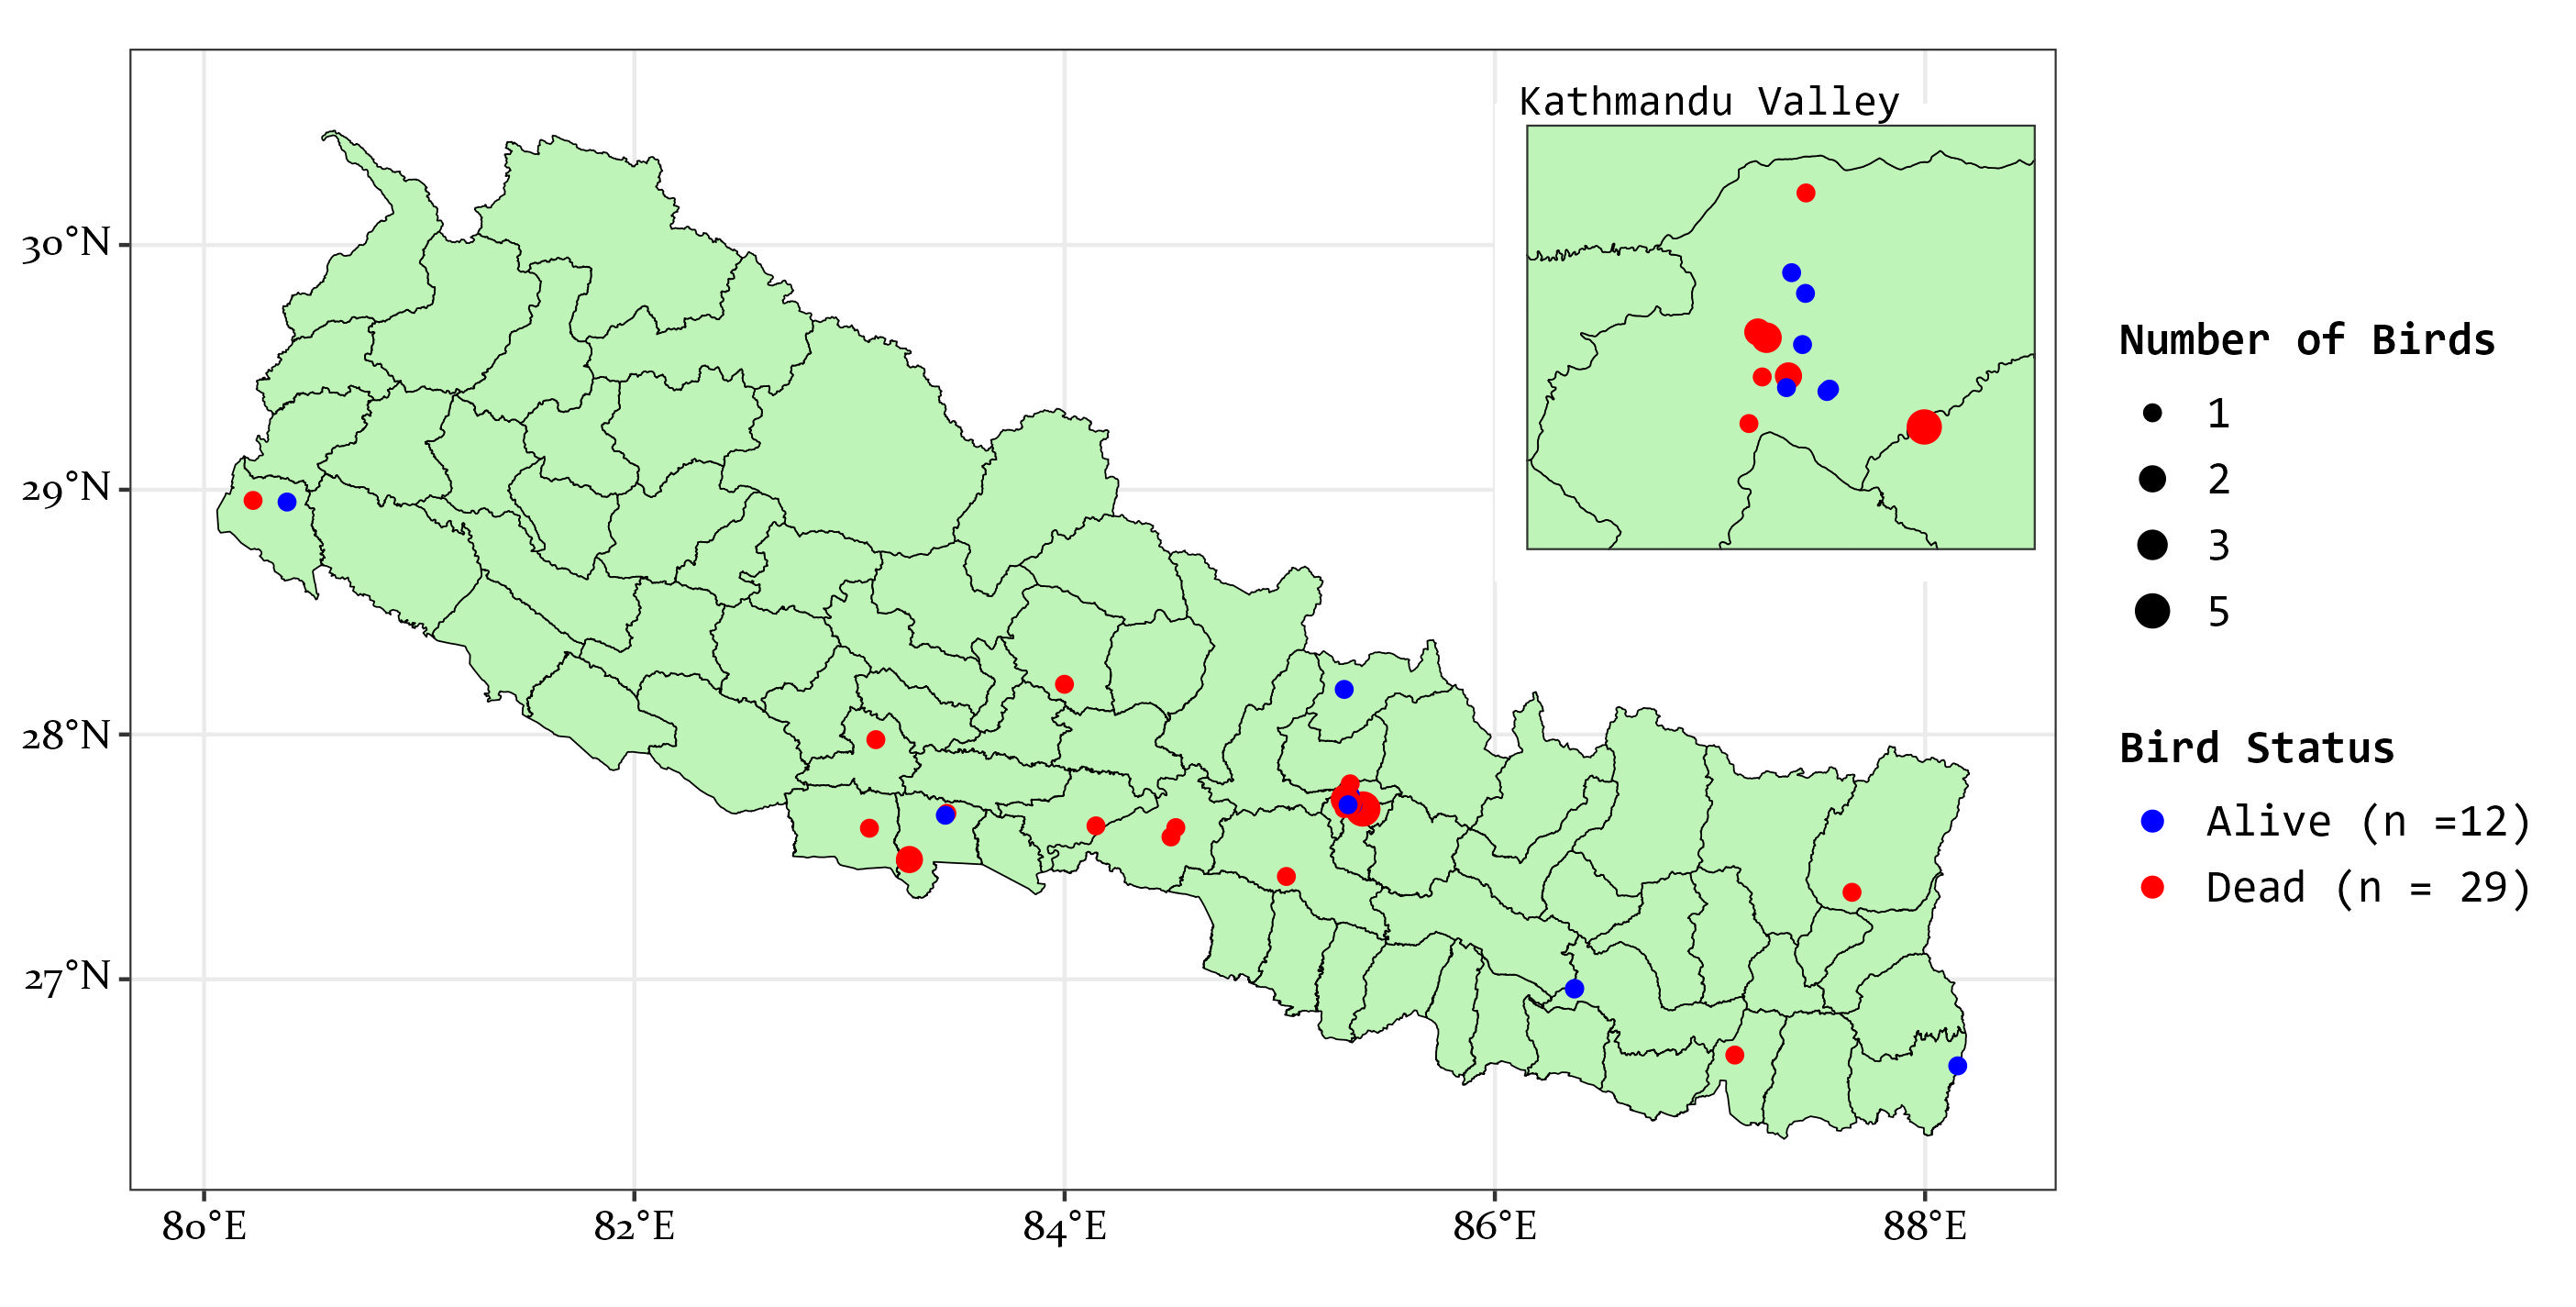 Kathmandu Valley
30°N
29°N
28°N
27°N
80°E
82°E
84°E
86°E
88°E
Number of Birds
1
2
3
5
Bird Status
Alive (n =12)
Dead (n = 29)